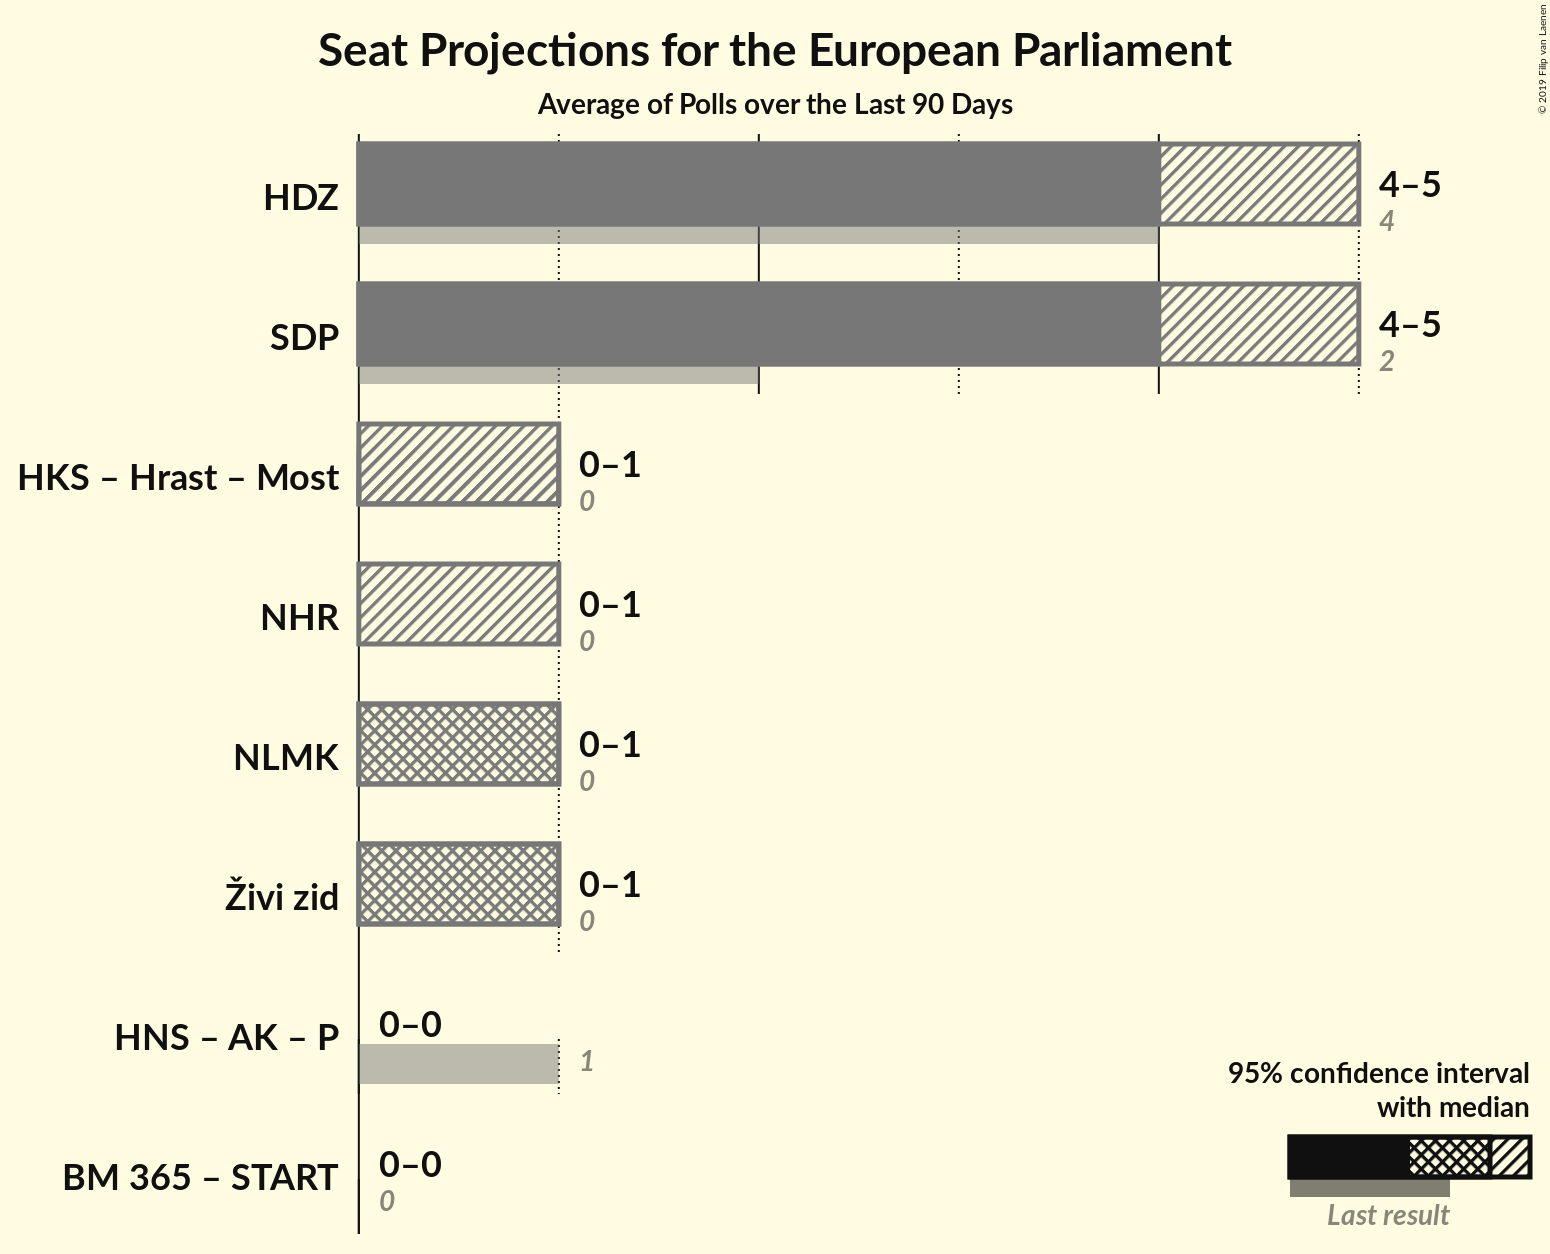 Seat Projections for the European Parliament
Average of Polls over the Last 90 Days
© 2019 Filip van Laenen
HDZ
4–5
4
SDP
4–5
2
HKS – Hrast – Most
0–1
0
NHR
0–1
0
NLMK
0–1
0
Živi zid
0–1
0
HNS – AK – P
0–0
1
BM 365 – START
0–0
0
95% confidence interval
with median
Last result